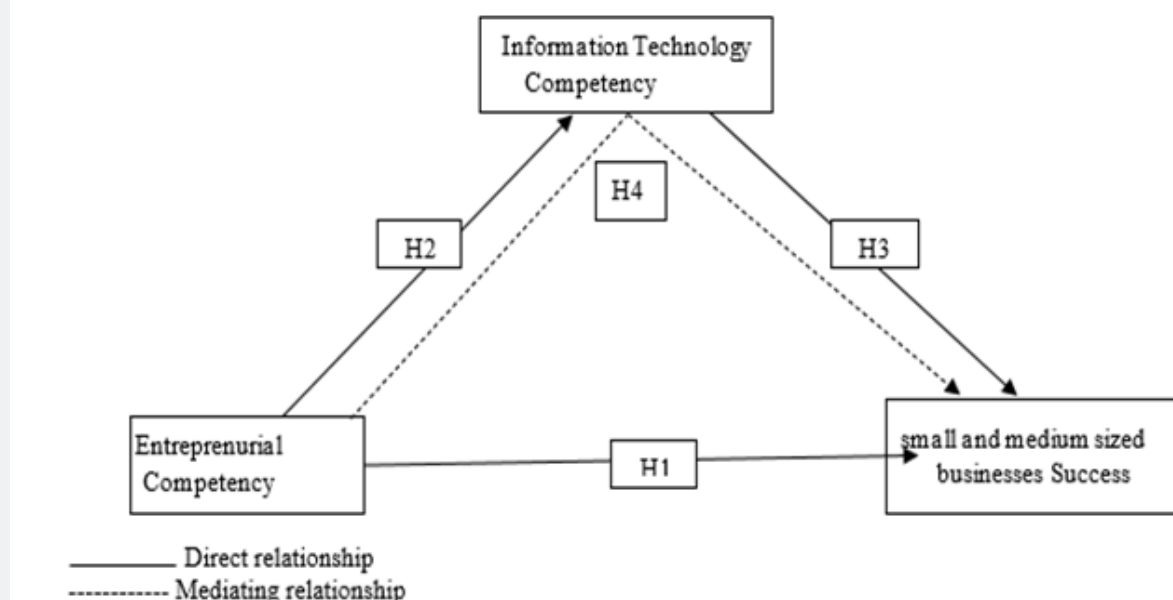 Information Technology
Competency
H4
H2
H3
Entreprenurial
Competency
H1
small and medium sized
businesses Success
Direct relationship
Mediating relationship